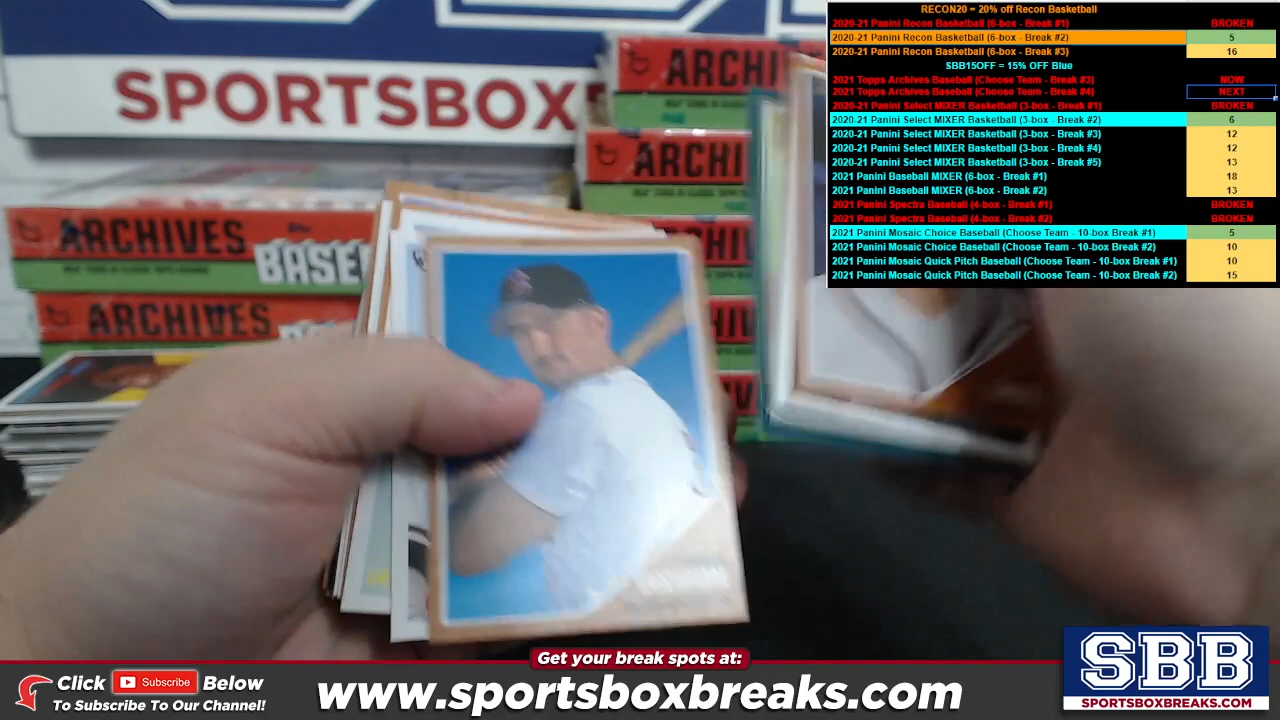 RECON20 = 20% off Recon Basketball
2020-21 Panini Recon Basketball (6-box - Break #1) BROKEN
2020-21 Panini Recon Basketball (6-box - Break #2) 5
2020-21 Panini Recon Basketball (6-box - Break #3) 16
SBB15OFF = 15% OFF Blue
2021 Topps Archives Baseball (Choose Team - Break #3) NOW
2021 Topps Archives Baseball (Choose Team - Break #4) NEXT
2020-21 Panini Select MIXER Basketball (3-box - Break #1) BROKEN
2020-21 Panini Select MIXER Basketball (3-box - Break #2) 6
2020-21 Panini Select MIXER Basketball (3-box - Break #3) 12
2020-21 Panini Select MIXER Basketball (3-box - Break #4) 12
2020-21 Panini Select MIXER Basketball (3-box - Break #5) 13
2021 Panini Baseball MIXER (6-box - Break #1) 18
2021 Panini Baseball MIXER (6-box - Break #2) 13
2021 Panini Spectra Baseball (4-box - Break #1) BROKEN
2021 Panini Spectra Baseball (4-box - Break #2) BROKEN
2021 Panini Mosaic Choice Baseball (Choose Team - 10-box Break #1) 5
2021 Panini Mosaic Choice Baseball (Choose Team - 10-box Break #2) 10
2021 Panini Mosaic Quick Pitch Baseball (Choose Team - 10-box Break #1) 10
2021 Panini Mosaic Quick Pitch Baseball (Choose Team - 10-box Break #2) 15
SPORTSBOX
ARCHI
ARCHI
ARCHIVES
BASE
ARCHIVES
Get your break spots at:
Click Subscribe Below
To Subscribe To Our Channel!
www.sportsboxbreaks.com
SBB
SPORTSBOXBREAKS.COM